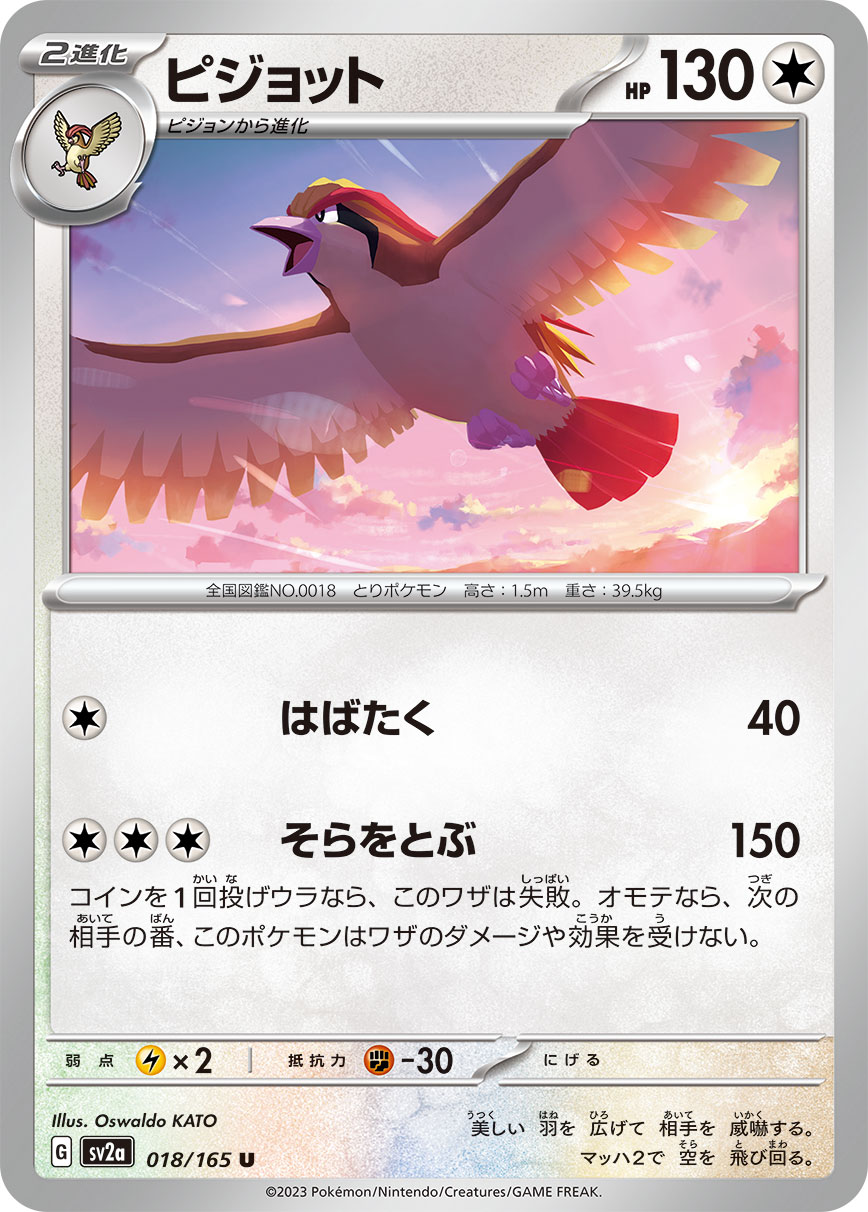 2進化
ピジョット
HP 130
ピジョンから進化
全国図鑑NO.0018 とりポケモン 高さ：1.5m 重さ：39.5kg
はばたく 40
そらをとぶ 150
コインを1回投げウラなら、このワザは失敗。オモテなら、次の
相手の番、このポケモンはワザのダメージや効果を受けない。
弱点 ×2 抵抗力 -30 にげる
Illus. Oswaldo KATO
美しい 羽を 広げて 相手を 威嚇する。
マッハ2で 空を 飛び回る。
G sv2a 018/165 U
©2023 Pokémon/Nintendo/Creatures/GAME FREAK.